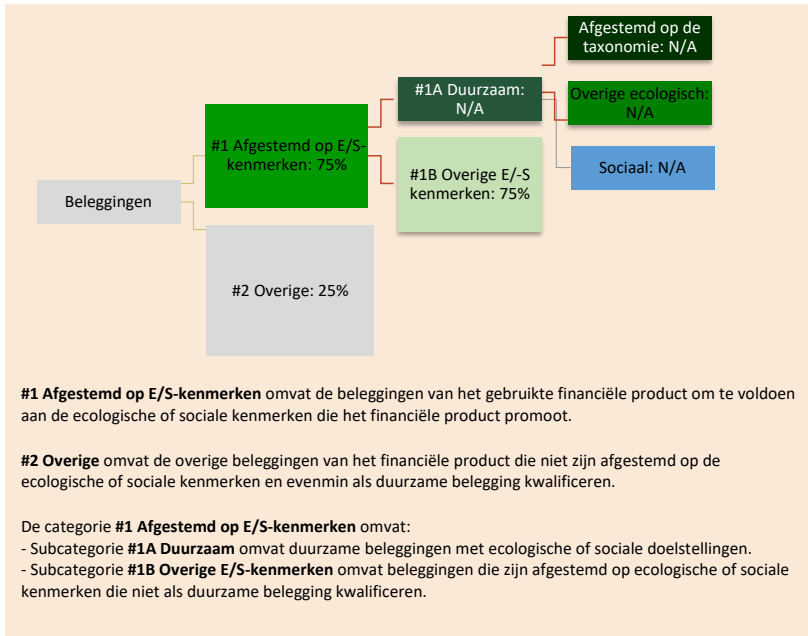 Afgestemd op de
taxonomie: N/A
#1A Duurzaam:
N/A
Overige ecologisch:
N/A
#1 Afgestemd op E/S-
kenmerken: 75%
#1B Overige E/-S
kenmerken: 75%
Sociaal: N/A
Beleggingen
#2 Overige: 25%
#1 Afgestemd op E/S-kenmerken omvat de beleggingen van het gebruikte financiële product om te voldoen
aan de ecologische of sociale kenmerken die het financiële product promoot.
#2 Overige omvat de overige beleggingen van het financiële product die niet zijn afgestemd op de
ecologische of sociale kenmerken en evenmin als duurzame belegging kwalificeren.
De categorie #1 Afgestemd op E/S-kenmerken omvat:
- Subcategorie #1A Duurzaam omvat duurzame beleggingen met ecologische of sociale doelstellingen.
- Subcategorie #1B Overige E/S-kenmerken omvat beleggingen die zijn afgestemd op ecologische of sociale
kenmerken die niet als duurzame belegging kwalificeren.